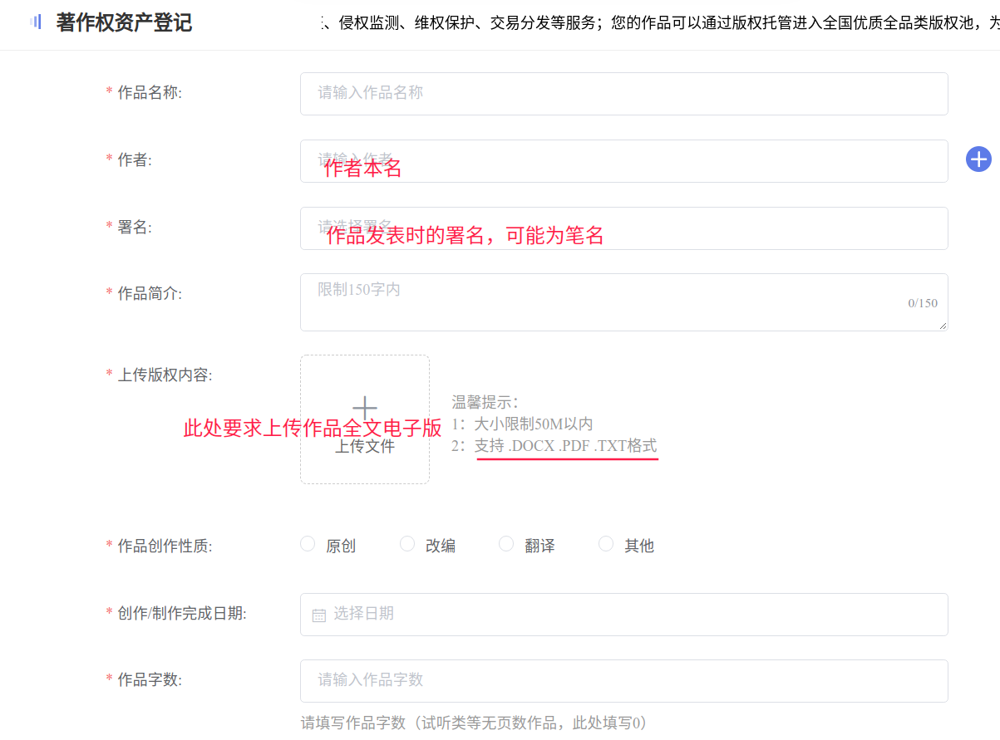 著作权资产登记
、侵权监测、维权保护、交易分发等服务；您的作品可以通过版权托管进入全国优质全品类版权池，为
* 作品名称:
请输入作品名称
* 作者:
请输入作者
作者本名
* 署名:
请选择署名
作品发表时的署名，可能为笔名
* 作品简介:
限制150字内
0/150
* 上传版权内容:
此处要求上传作品全文电子版
上传文件
温馨提示：
1：大小限制50M以内
2：支持 .DOCX .PDF .TXT格式
* 作品创作性质:
原创 改编 翻译 其他
* 创作/制作完成日期:
选择日期
* 作品字数:
请输入作品字数
请填写作品字数（试听类等无页数作品，此处填写0）